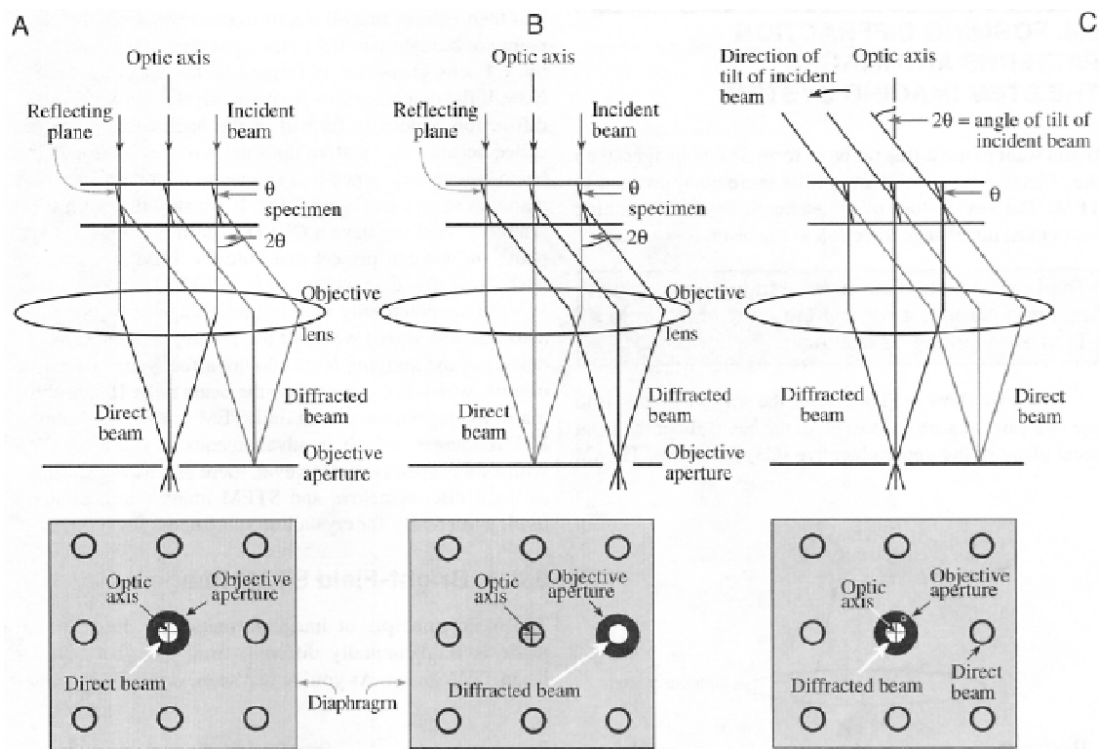 A
B
C
Optic axis
Reflecting
plane
Incident
beam
θ
specimen
2θ
Objective
lens
Direct
beam
Diffracted
beam
Objective
aperture
Optic axis
Reflecting
plane
Incident
beam
θ
specimen
2θ
Objective
lens
Direct
beam
Diffracted
beam
Objective
aperture
Direction of
tilt of incident
beam
Optic axis
2θ = angle of tilt of
incident beam
θ
Diffracted
beam
Direct
beam
Optic
axis
Objective
aperture
Direct beam
Diaphragm
Optic
axis
Objective
aperture
Diffracted beam
Optic
axis
Objective
aperture
Diffracted beam
Direct
beam